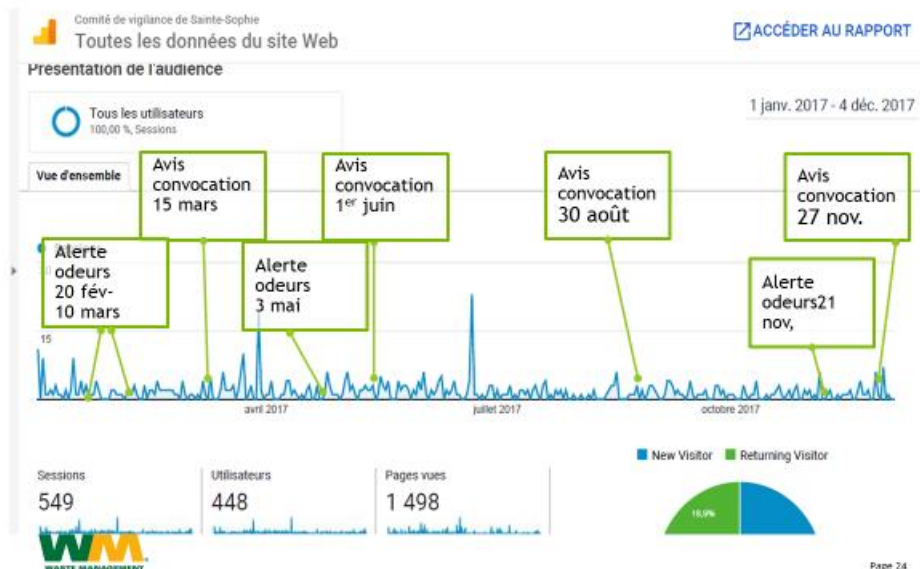 Comité de vigilance de Sainte-Sophie
Toutes les données du site Web
ACCÉDER AU RAPPORT
Présentation de l'audience
Tous les utilisateurs
100,00 %, Sessions
1 janv. 2017 - 4 déc. 2017
Vue d'ensemble
Avis
convocation
15 mars
Avis
convocation
1er juin
Avis
convocation
30 août
Avis
convocation
27 nov.
Alerte
odeurs
20 fév-
10 mars
Alerte
odeurs
3 mai
Alerte
odeurs21
nov,
15
avril 2017
juillet 2017
octobre 2017
New Visitor
Returning Visitor
Sessions
549
Utilisateurs
448
Pages vues
1 498
18,9%
WM
WASTE MANAGEMENT
Page 24